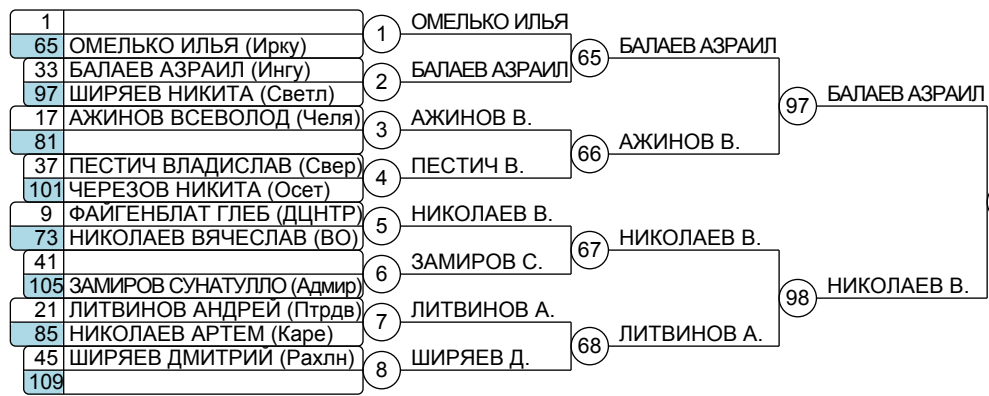 1
65 ОМЕЛЬКО ИЛЬЯ (Ирку)
33 БАЛАЕВ АЗРАИЛ (Ингу)
97 ШИРЯЕВ НИКИТА (Светл)
17 АЖИНОВ ВСЕВОЛОД (Челя)
81
37 ПЕСТИЧ ВЛАДИСЛАВ (Свер)
101 ЧЕРЕЗОВ НИКИТА (Осет)
9 ФАЙГЕНБЛАТ ГЛЕБ (ДЦНТР)
73 НИКОЛАЕВ ВЯЧЕСЛАВ (ВО)
41
105 ЗАМИРОВ СУНАТУЛЛО (Адмир)
21 ЛИТВИНОВ АНДРЕЙ (Птрдв)
85 НИКОЛАЕВ АРТЕМ (Каре)
45 ШИРЯЕВ ДМИТРИЙ (Рахлн)
109
1 ОМЕЛЬКО ИЛЬЯ
2 БАЛАЕВ АЗРАИЛ
3 АЖИНОВ В.
4 ПЕСТИЧ В.
5 НИКОЛАЕВ В.
6 ЗАМИРОВ С.
7 ЛИТВИНОВ А.
8 ШИРЯЕВ Д.
65 БАЛАЕВ АЗРАИЛ
66 АЖИНОВ В.
67 НИКОЛАЕВ В.
68 ЛИТВИНОВ А.
97 БАЛАЕВ АЗРАИЛ
98 НИКОЛАЕВ В.